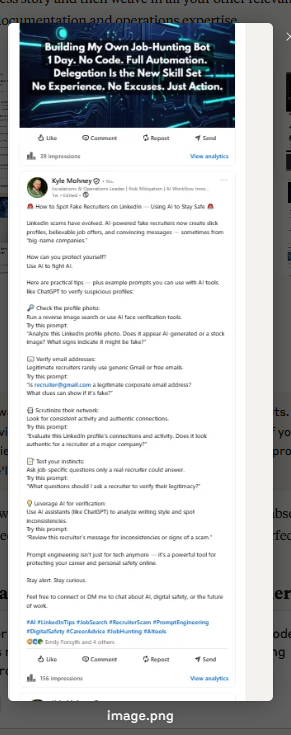 Building My Own Job-Hunting Bot
1 Day. No Code. Full Automation.
Delegation Is the New Skill Set
No Experience. No Excuses. Just Action.
Like Comment Repost Send
39 impressions View analytics
Kyle Mohney • You
Escalations & Operations Leader | Risk Mitigation | AI Workflow Inno...
1w • Edited •
🚨 How to Spot Fake Recruiters on LinkedIn — Using AI to Stay Safe 🚨
LinkedIn scams have evolved. AI-powered fake recruiters now create slick
profiles, believable job offers, and convincing messages — sometimes from
"big-name companies."
How can you protect yourself?
Use AI to fight AI.
Here are practical tips — plus example prompts you can use with AI tools
like ChatGPT to verify suspicious profiles:
🔎 Check the profile photo:
Run a reverse image search or use AI face verification tools.
Try this prompt:
"Analyze this LinkedIn profile photo. Does it appear AI-generated or a stock
image? What signs indicate it might be fake?"
📧 Verify email addresses:
Legitimate recruiters rarely use generic Gmail or free emails.
Try this prompt:
"Is recruiter@gmail.com a legitimate corporate email address?
What clues can show if it's fake?"
Scrutinize their network:
Look for consistent activity and authentic connections.
Try this prompt:
"Evaluate this LinkedIn profile's connections and activity. Does it look
authentic for a recruiter at a major company?"
📝 Test your instincts:
Ask job-specific questions only a real recruiter could answer.
Try this prompt:
"What questions should I ask a recruiter to verify their legitimacy?"
💡 Leverage AI for verification:
Use AI assistants (like ChatGPT) to analyze writing style and spot
inconsistencies.
Try this prompt:
"Review this recruiter's message for inconsistencies or signs of a scam."
Prompt engineering isn't just for tech anymore — it's a powerful tool for
protecting your career and personal safety online.
Stay alert. Stay curious.
Feel free to connect or DM me to chat about AI, digital safety, or the future
of work.
#AI #LinkedInTips #JobSearch #RecruiterScam #PromptEngineering
#DigitalSafety #CareerAdvice #JobHunting #AItools
Emily Forsyth and 4 others
Like Comment Repost Send
156 impressions View analytics
image.png